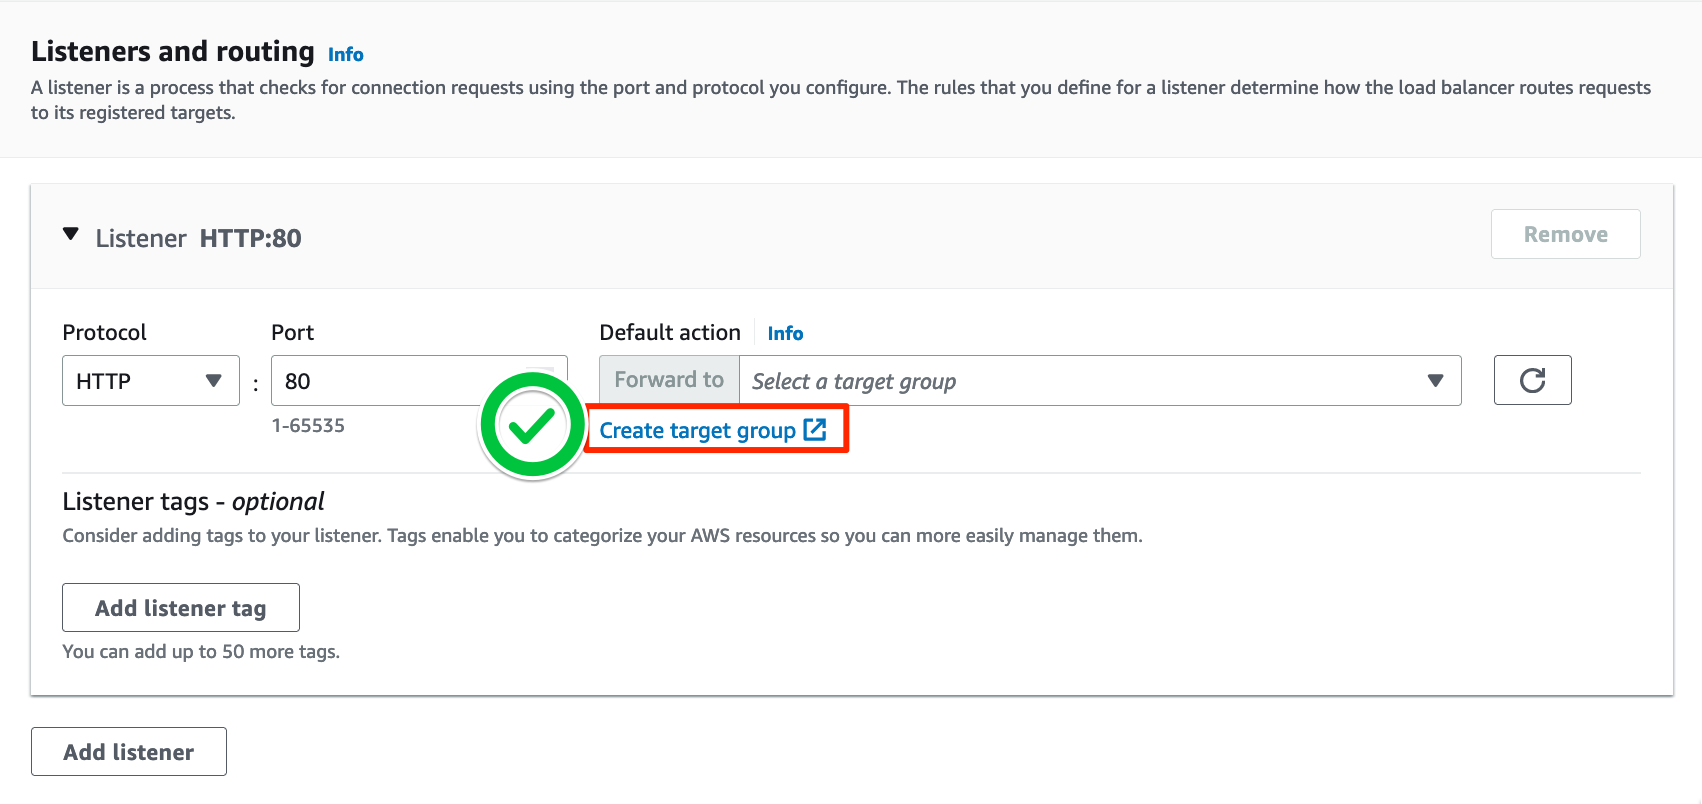 Listeners and routing Info
A listener is a process that checks for connection requests using the port and protocol you configure. The rules that you define for a listener determine how the load balancer routes requests
to its registered targets.
Listener HTTP:80
Remove
Protocol
Port
Default action
Info
HTTP
:
80
Forward to
Select a target group
1-65535
Create target group
Listener tags - optional
Consider adding tags to your listener. Tags enable you to categorize your AWS resources so you can more easily manage them.
Add listener tag
You can add up to 50 more tags.
Add listener